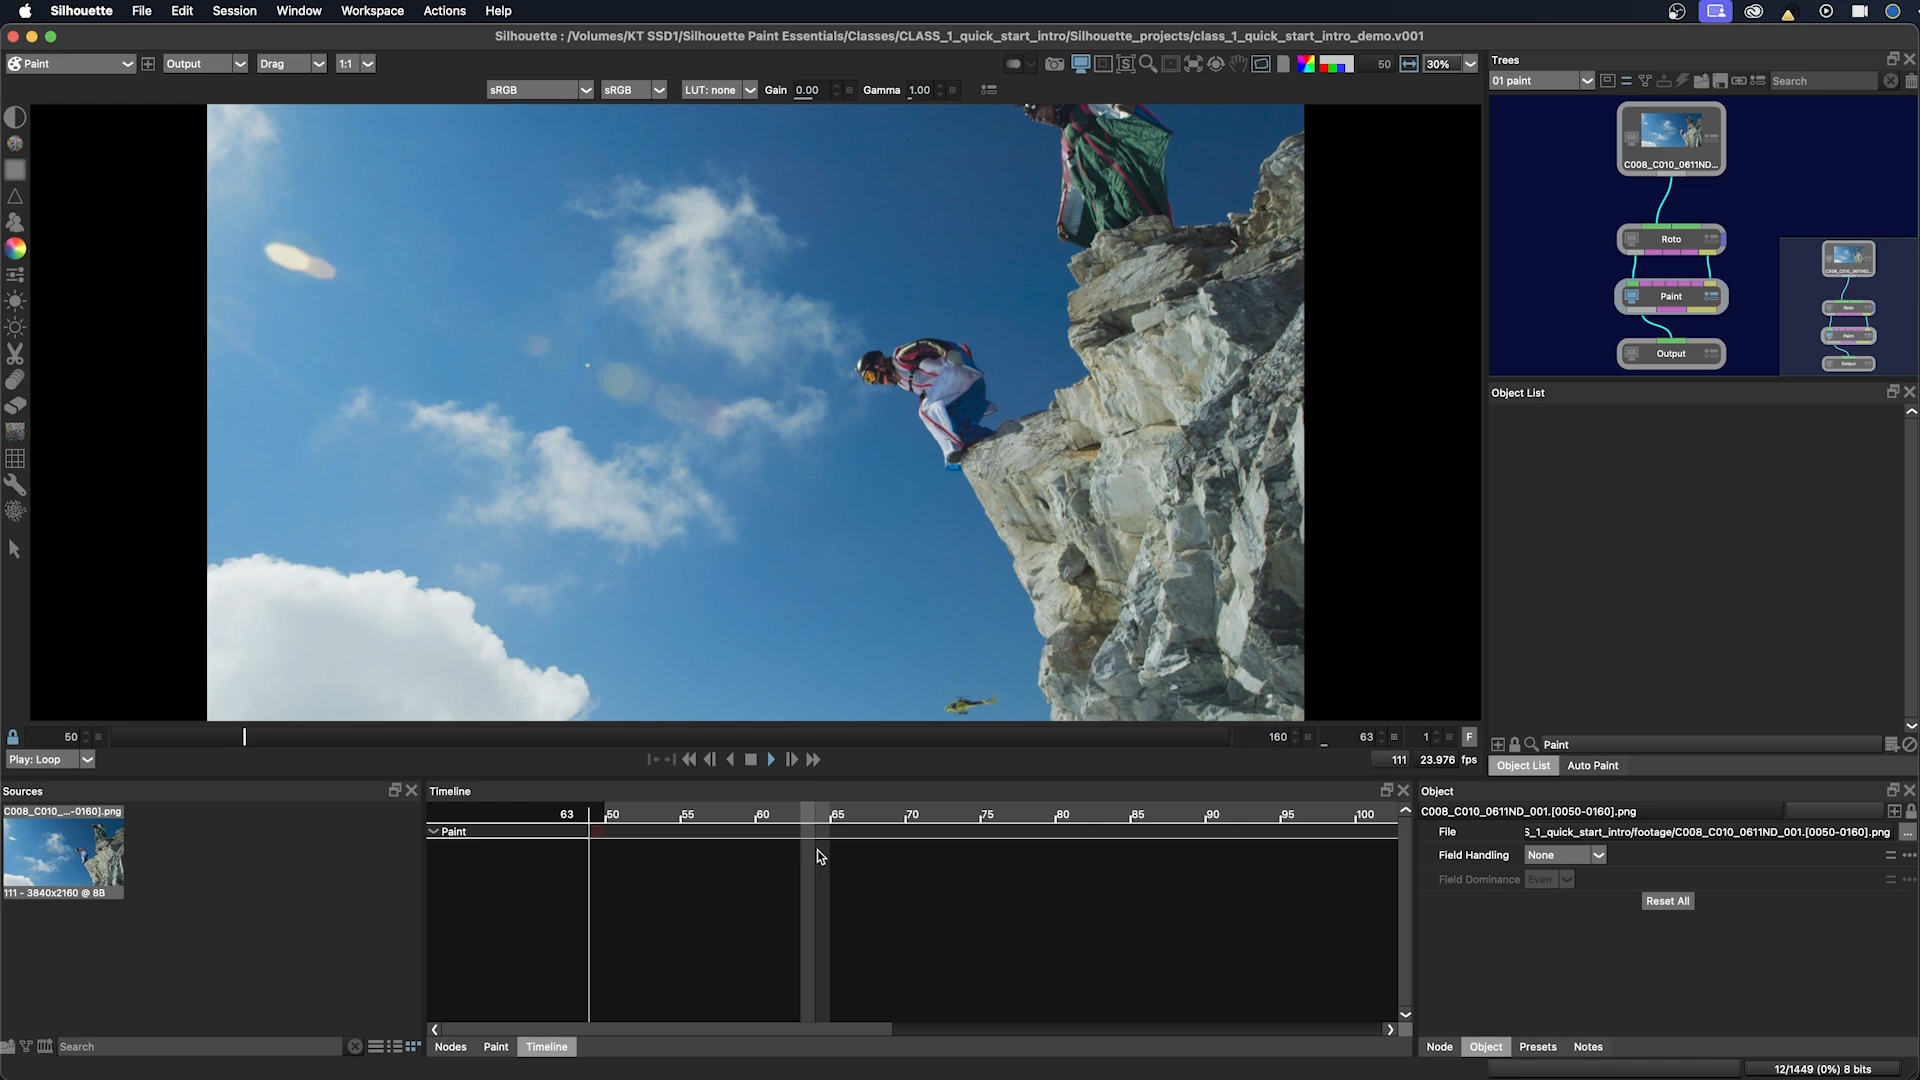 Silhouette File Edit Session Window Workspace Actions Help
Silhouette : /Volumes/KT SSD1/Silhouette Paint Essentials/Classes/CLASS_1_quick_start_intro/Silhouette_projects/class_1_quick_start_intro_demo.v001
Paint Output Drag 1:1 50 30%
sRGB sRGB LUT: none Gain 0.00 Gamma 1.00
Trees
01 paint Search
C008_C010_0611ND...
Roto
Paint
Output
Roto
Paint
Output
Object List
Paint
Object List Auto Paint
50 160 63 1 F
Play: Loop 111 23.976 fps
Sources
C008_C010_...-0160].png
111 - 3840x2160 @ 8B
Search
Timeline
63 50 55 60 65 70 75 80 85 90 95 100
Paint
Nodes Paint Timeline
Object
C008_C010_0611ND_001.[0050-0160].png
File S_1_quick_start_intro/footage/C008_C010_0611ND_001.[0050-0160].png ...
Field Handling None
Field Dominance Even
Reset All
Node Object Presets Notes
12/1449 (0%) 8 bits